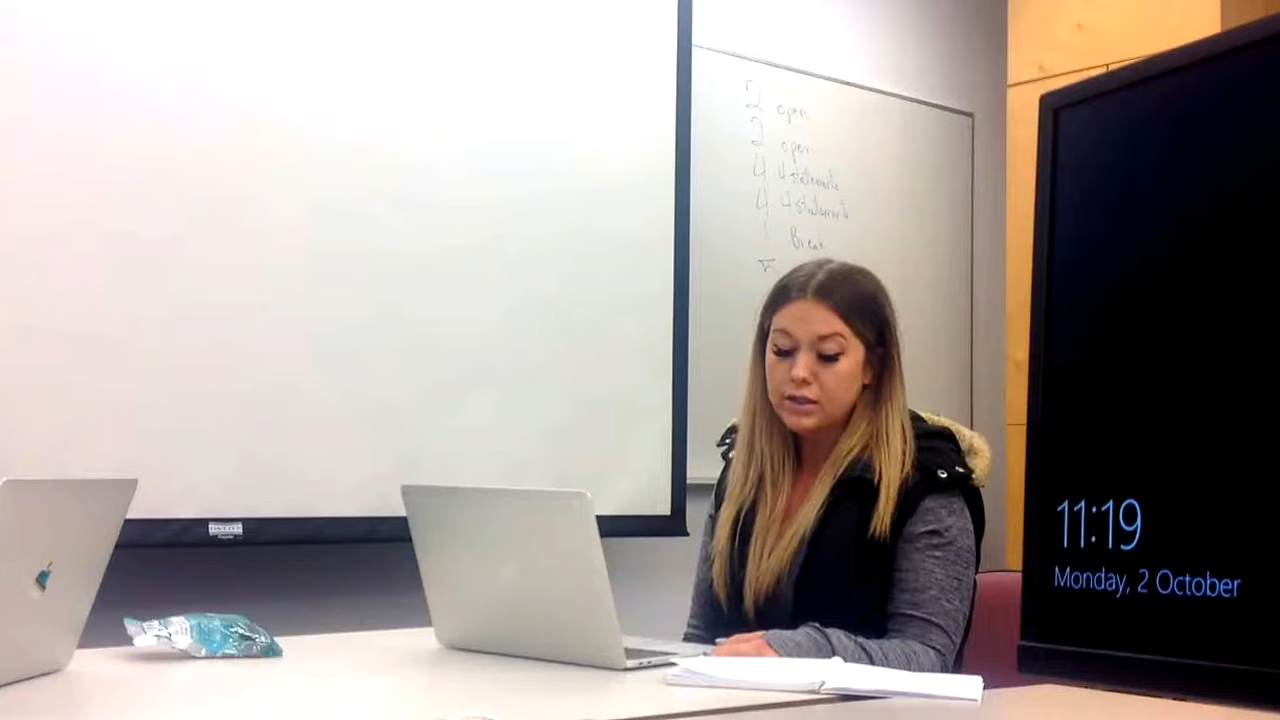 2 open
2 open
4 4 statements
4 4 statements
Break
11:19
Monday, 2 October